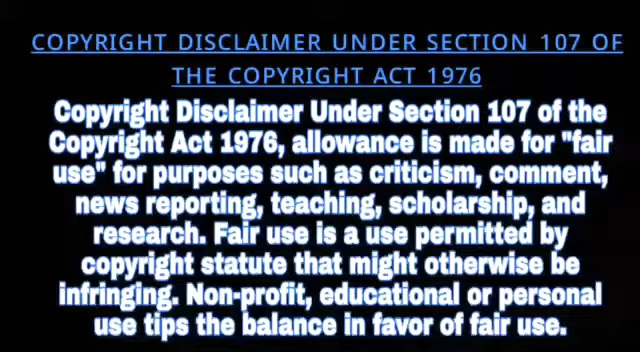 COPYRIGHT DISCLAIMER UNDER SECTION 107 OF
THE COPYRIGHT ACT 1976
Copyright Disclaimer Under Section 107 of the
Copyright Act 1976, allowance is made for "fair
use" for purposes such as criticism, comment,
news reporting, teaching, scholarship, and
research. Fair use is a use permitted by
copyright statute that might otherwise be
infringing. Non-profit, educational or personal
use tips the balance in favor of fair use.